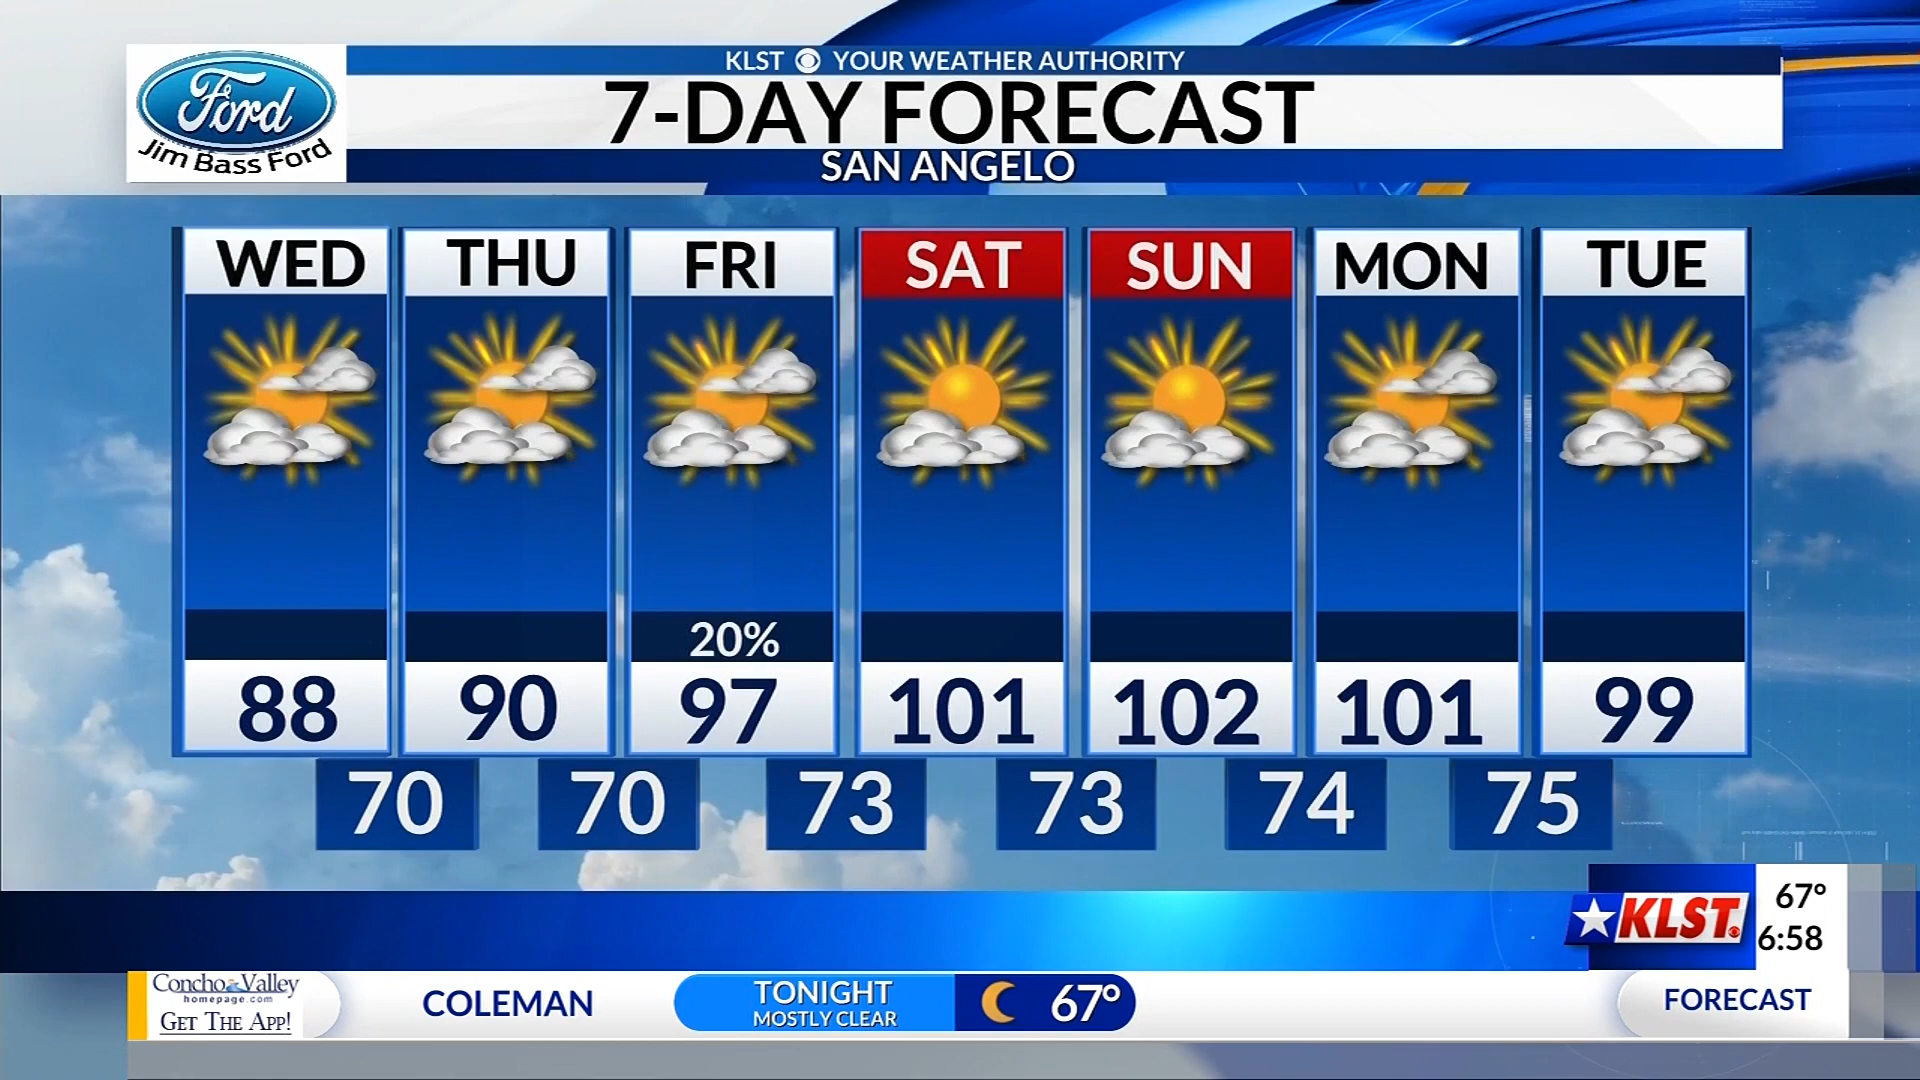 Ford
Jim Bass Ford
KLST YOUR WEATHER AUTHORITY
7-DAY FORECAST
SAN ANGELO
WED THU FRI SAT SUN MON TUE
20%
88 90 97 101 102 101 99
70 70 73 73 74 75
KLST
67°
6:58
Concho Valley
homepage.com
GET THE APP!
COLEMAN
TONIGHT
MOSTLY CLEAR
67°
FORECAST